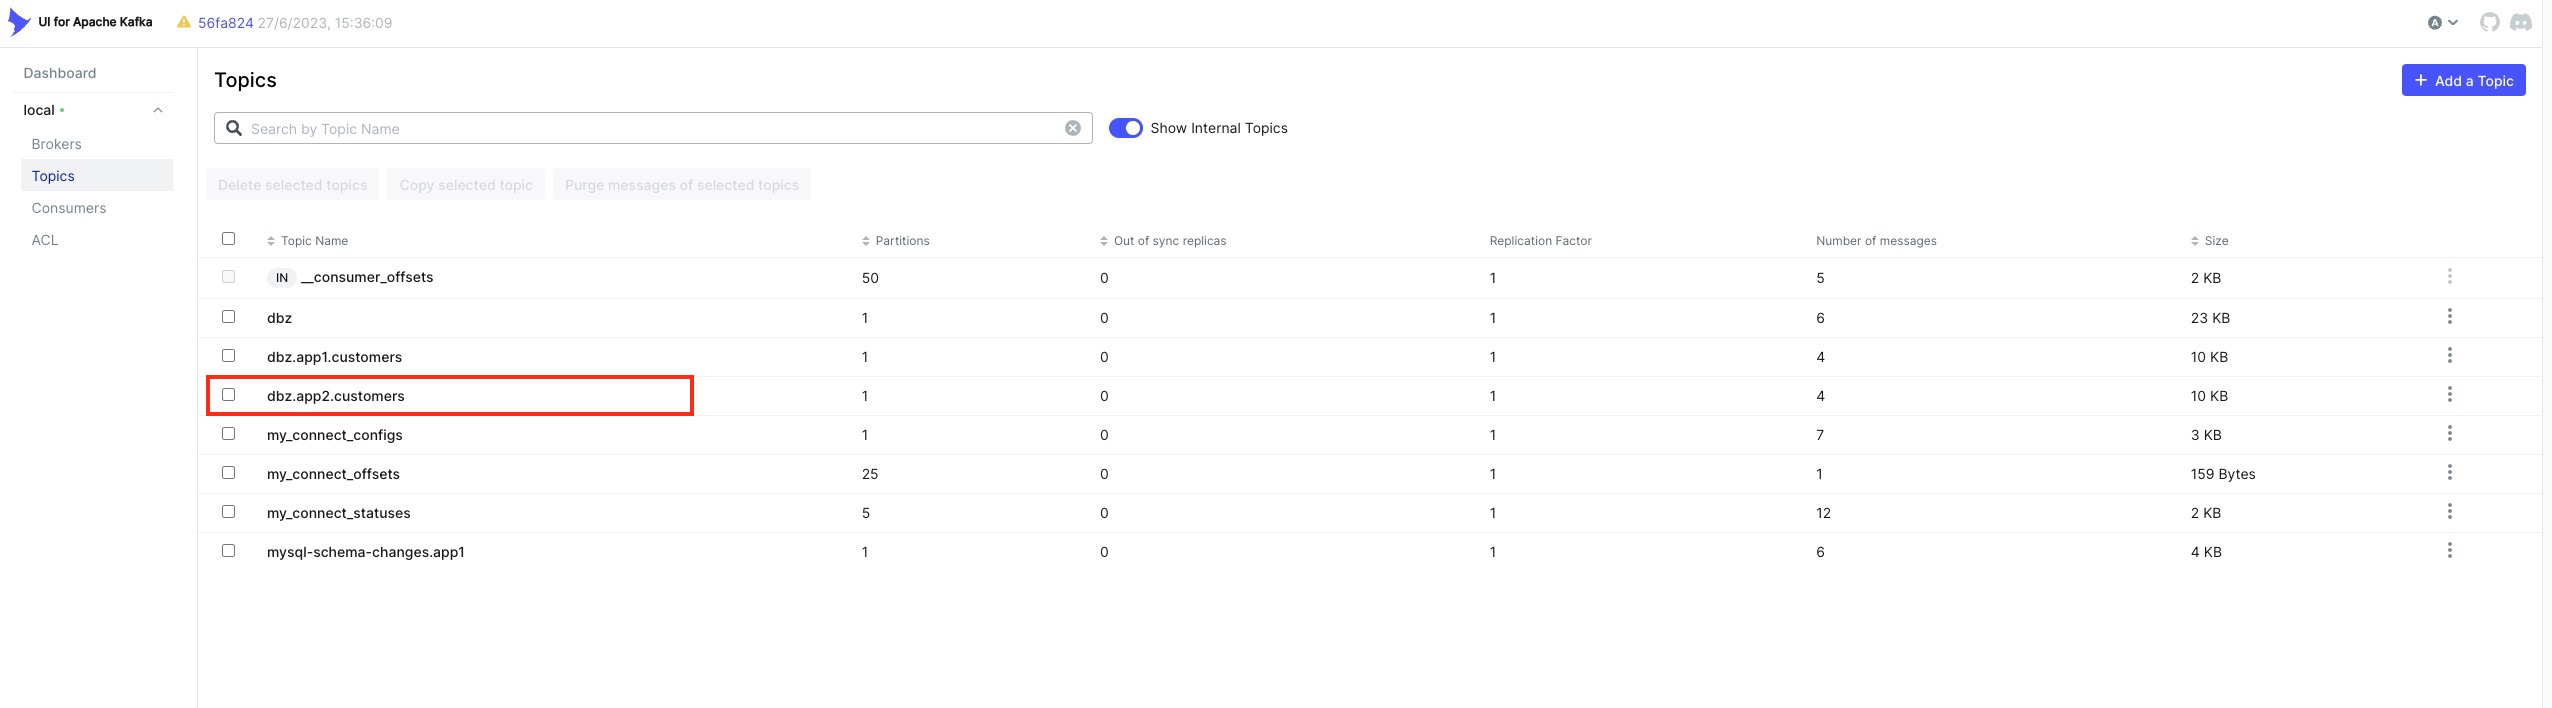 UI for Apache Kafka 56fa824 27/6/2023, 15:36:09 A
Dashboard
local
Brokers
Topics
Consumers
ACL
Topics
Add a Topic
Search by Topic Name
Show Internal Topics
Delete selected topics Copy selected topic Purge messages of selected topics
Topic Name Partitions Out of sync replicas Replication Factor Number of messages Size
IN __consumer_offsets 50 0 1 5 2 KB
dbz 1 0 1 6 23 KB
dbz.app1.customers 1 0 1 4 10 KB
dbz.app2.customers 1 0 1 4 10 KB
my_connect_configs 1 0 1 7 3 KB
my_connect_offsets 25 0 1 1 159 Bytes
my_connect_statuses 5 0 1 12 2 KB
mysql-schema-changes.app1 1 0 1 6 4 KB